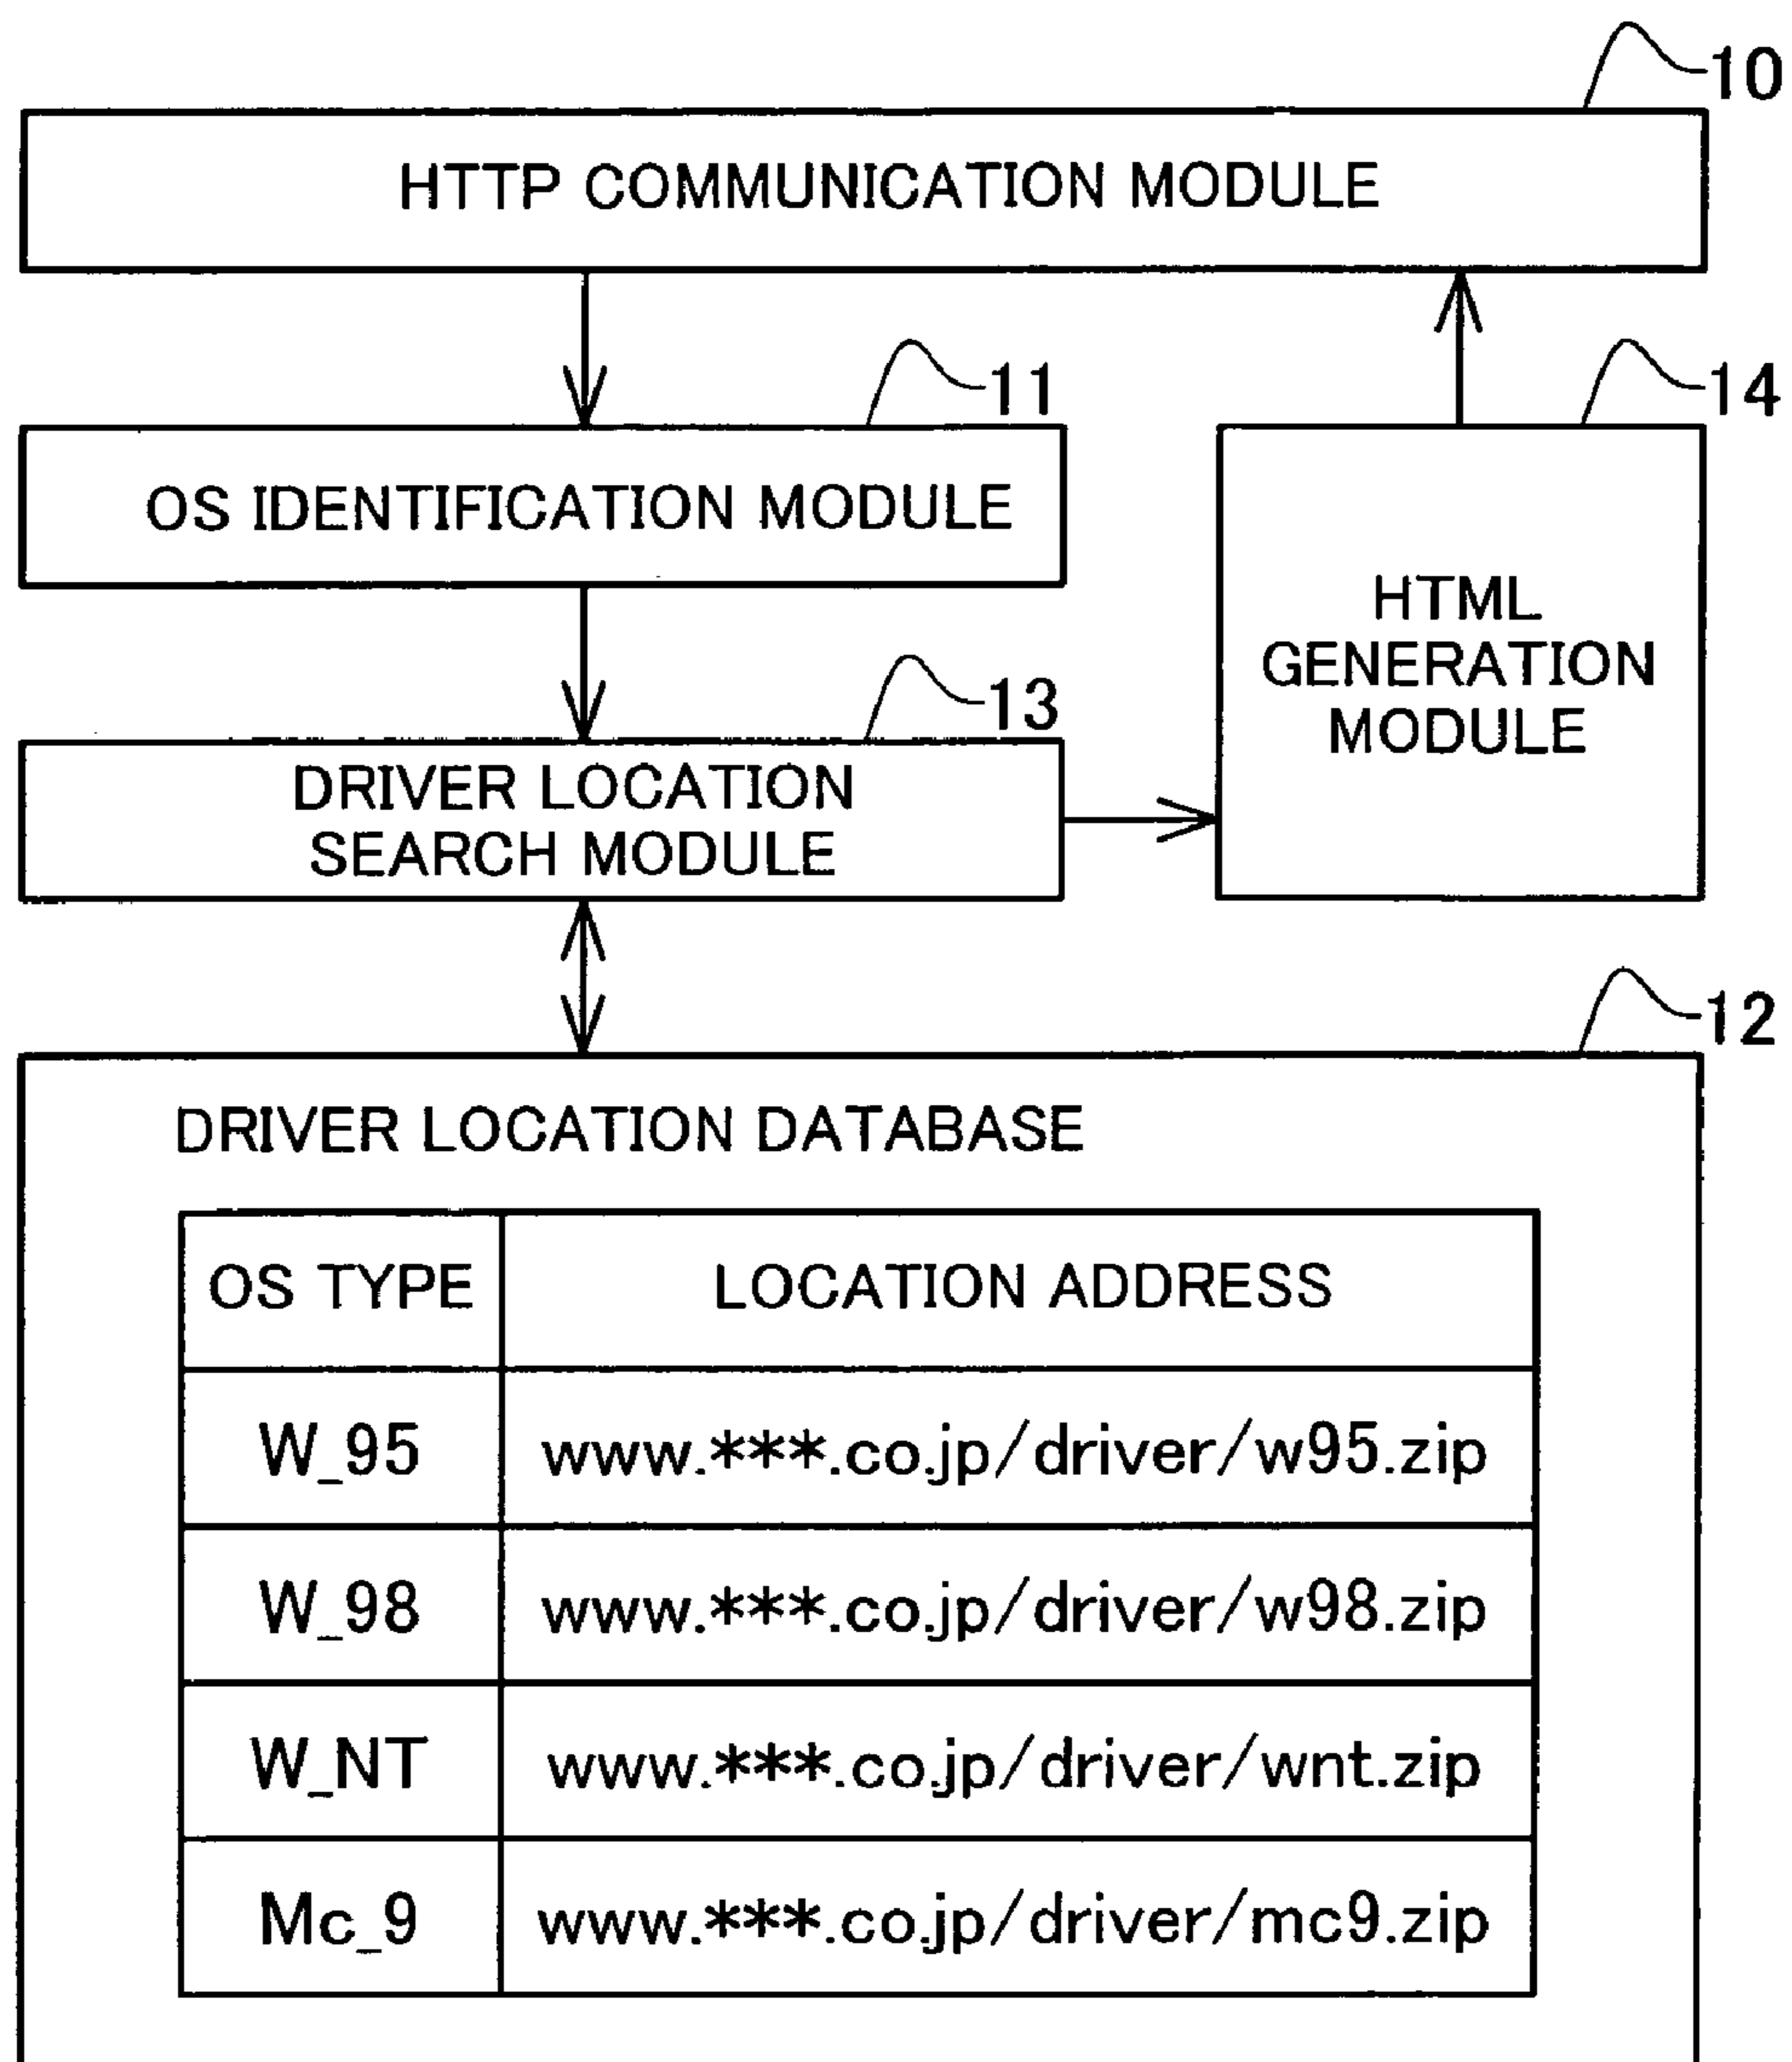 10
HTTP COMMUNICATION MODULE
11
14
OS IDENTIFICATION MODULE
HTML
GENERATION
MODULE
13
DRIVER LOCATION
SEARCH MODULE
12
DRIVER LOCATION DATABASE
OS TYPE LOCATION ADDRESS
W_95 www.***.co.jp/driver/w95.zip
W_98 www.***.co.jp/driver/w98.zip
W_NT www.***.co.jp/driver/wnt.zip
Mc_9 www.***.co.jp/driver/mc9.zip